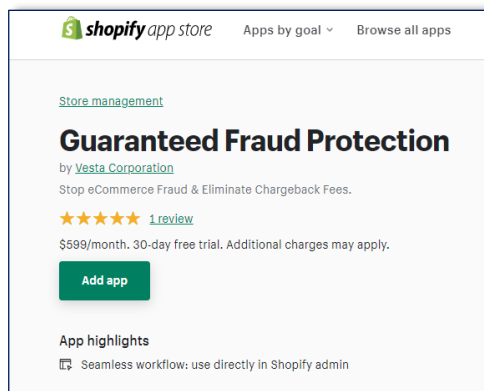 shopify app store Apps by goal Browse all apps
Store management
Guaranteed Fraud Protection
by Vesta Corporation
Stop eCommerce Fraud & Eliminate Chargeback Fees.
1 review
$599/month. 30-day free trial. Additional charges may apply.
Add app
App highlights
Seamless workflow: use directly in Shopify admin